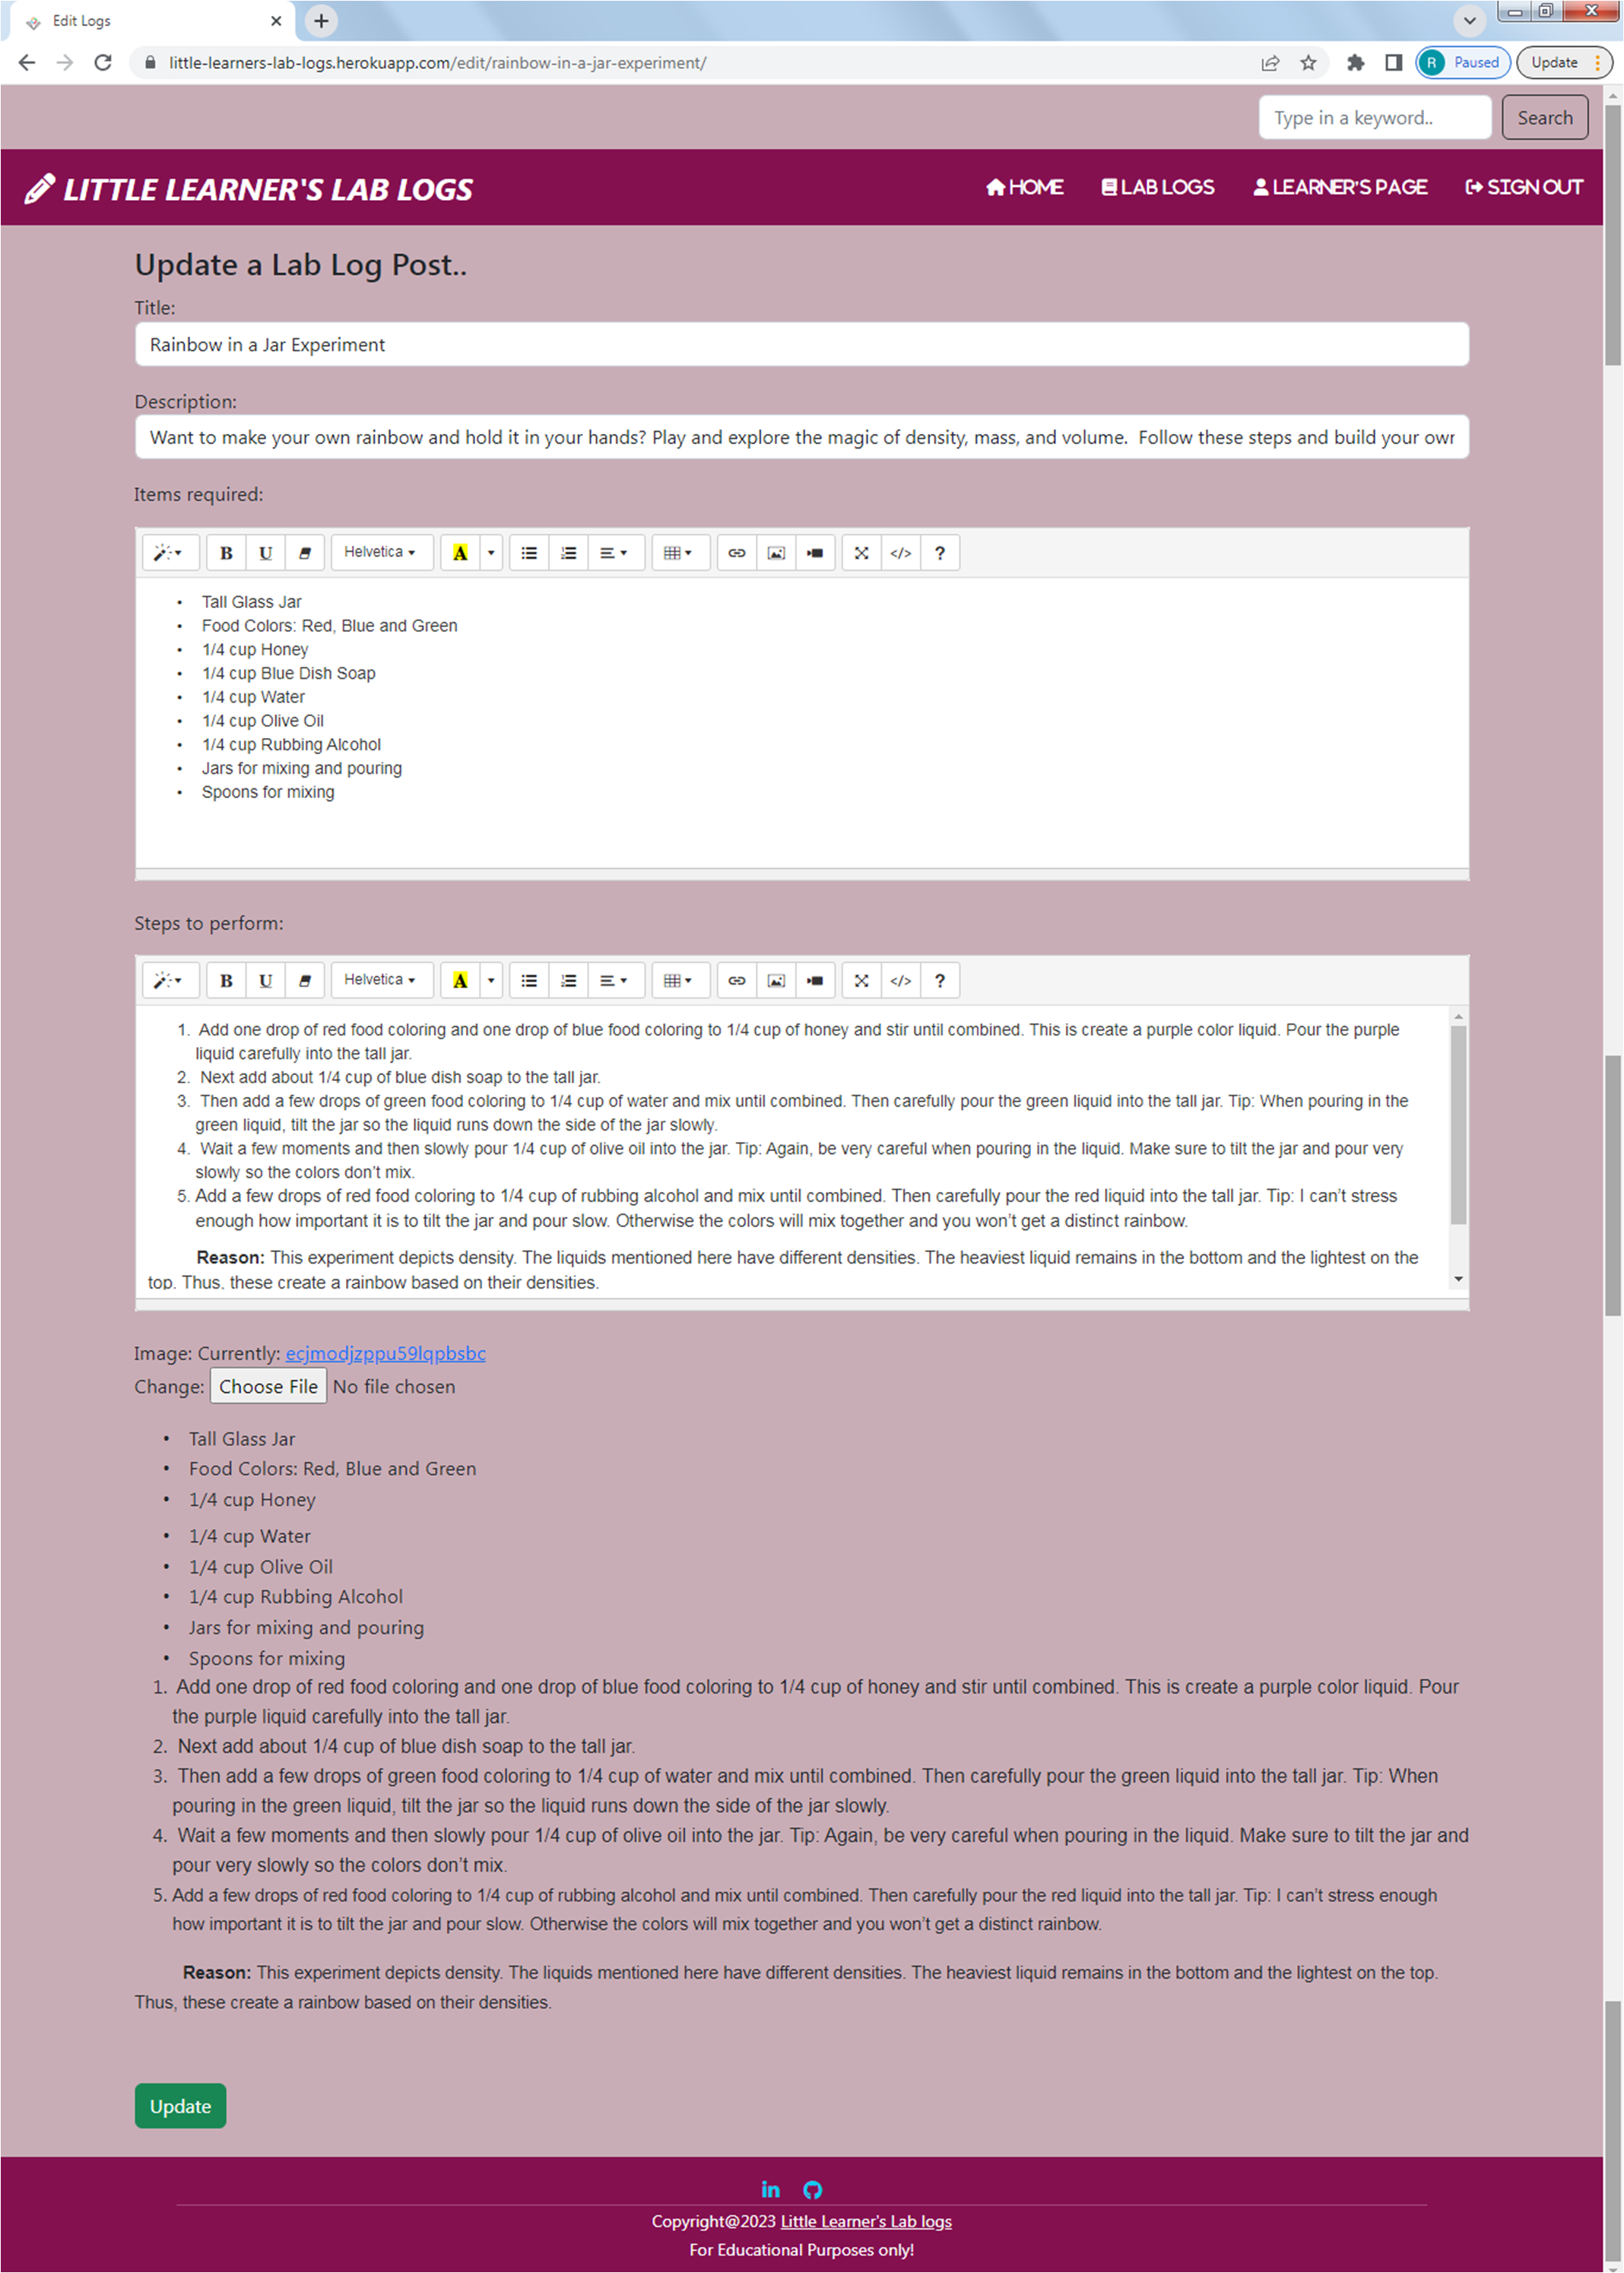 Edit Logs
little-learners-lab-logs.herokuapp.com/edit/rainbow-in-a-jar-experiment/
R Paused Update
Type in a keyword.. Search
LITTLE LEARNER'S LAB LOGS HOME LAB LOGS LEARNER'S PAGE SIGN OUT
Update a Lab Log Post..
Title:
Rainbow in a Jar Experiment
Description:
Want to make your own rainbow and hold it in your hands? Play and explore the magic of density, mass, and volume.  Follow these steps and build your own
Items required:
B U Helvetica A </> ?
• Tall Glass Jar
• Food Colors: Red, Blue and Green
• 1/4 cup Honey
• 1/4 cup Blue Dish Soap
• 1/4 cup Water
• 1/4 cup Olive Oil
• 1/4 cup Rubbing Alcohol
• Jars for mixing and pouring
• Spoons for mixing
Steps to perform:
B U Helvetica A </> ?
1. Add one drop of red food coloring and one drop of blue food coloring to 1/4 cup of honey and stir until combined. This is create a purple color liquid. Pour the purple
liquid carefully into the tall jar.
2. Next add about 1/4 cup of blue dish soap to the tall jar.
3. Then add a few drops of green food coloring to 1/4 cup of water and mix until combined. Then carefully pour the green liquid into the tall jar. Tip: When pouring in the
green liquid, tilt the jar so the liquid runs down the side of the jar slowly.
4. Wait a few moments and then slowly pour 1/4 cup of olive oil into the jar. Tip: Again, be very careful when pouring in the liquid. Make sure to tilt the jar and pour very
slowly so the colors don't mix.
5. Add a few drops of red food coloring to 1/4 cup of rubbing alcohol and mix until combined. Then carefully pour the red liquid into the tall jar. Tip: I can't stress
enough how important it is to tilt the jar and pour slow. Otherwise the colors will mix together and you won't get a distinct rainbow.
Reason: This experiment depicts density. The liquids mentioned here have different densities. The heaviest liquid remains in the bottom and the lightest on the
top. Thus, these create a rainbow based on their densities.
Image: Currently: ecjmodjzppu59lqpbsbc
Change: Choose File No file chosen
• Tall Glass Jar
• Food Colors: Red, Blue and Green
• 1/4 cup Honey
• 1/4 cup Water
• 1/4 cup Olive Oil
• 1/4 cup Rubbing Alcohol
• Jars for mixing and pouring
• Spoons for mixing
1. Add one drop of red food coloring and one drop of blue food coloring to 1/4 cup of honey and stir until combined. This is create a purple color liquid. Pour
the purple liquid carefully into the tall jar.
2. Next add about 1/4 cup of blue dish soap to the tall jar.
3. Then add a few drops of green food coloring to 1/4 cup of water and mix until combined. Then carefully pour the green liquid into the tall jar. Tip: When
pouring in the green liquid, tilt the jar so the liquid runs down the side of the jar slowly.
4. Wait a few moments and then slowly pour 1/4 cup of olive oil into the jar. Tip: Again, be very careful when pouring in the liquid. Make sure to tilt the jar and
pour very slowly so the colors don't mix.
5. Add a few drops of red food coloring to 1/4 cup of rubbing alcohol and mix until combined. Then carefully pour the red liquid into the tall jar. Tip: I can't stress enough
how important it is to tilt the jar and pour slow. Otherwise the colors will mix together and you won't get a distinct rainbow.
Reason: This experiment depicts density. The liquids mentioned here have different densities. The heaviest liquid remains in the bottom and the lightest on the top.
Thus, these create a rainbow based on their densities.
Update
in
Copyright@2023 Little Learner's Lab logs
For Educational Purposes only!